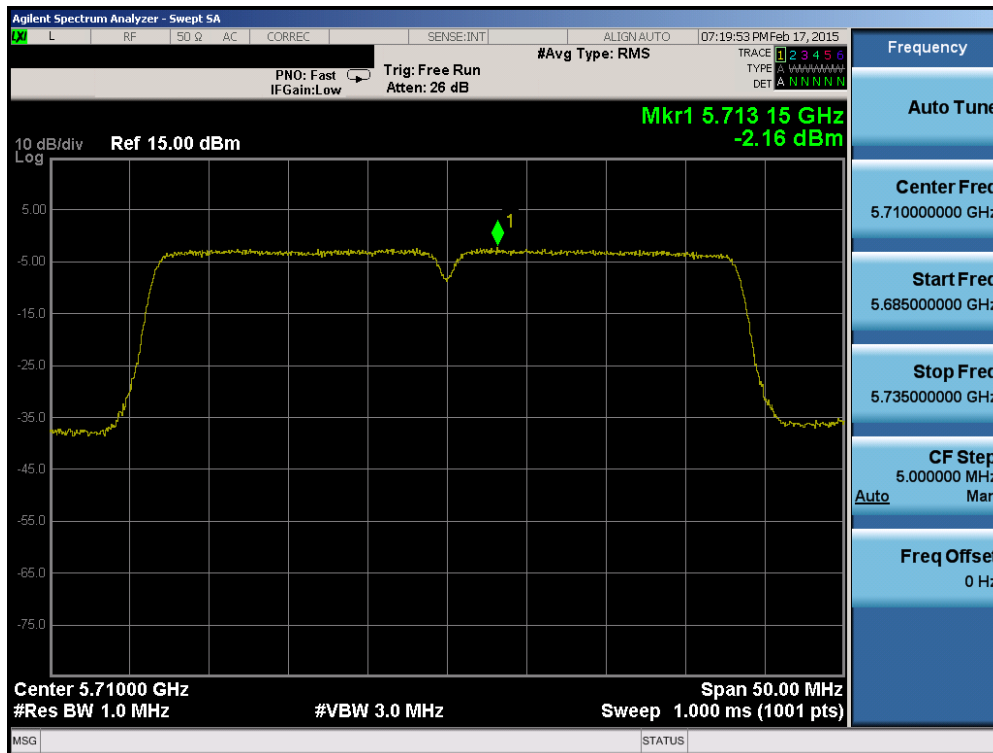 Agilent Spectrum Analyzer - Swept SA
LXI L RF 50 Ω AC CORREC SENSE:INT ALIGN AUTO 07:19:53 PM Feb 17, 2015
#Avg Type: RMS
TRACE 1 2 3 4 5 6
TYPE A WWWWW
DET A N N N N N
PNO: Fast
IFGain:Low
Trig: Free Run
Atten: 26 dB
Mkr1 5.713 15 GHz
-2.16 dBm
10 dB/div
Log
Ref 15.00 dBm
5.00
-5.00
-15.0
-25.0
-35.0
-45.0
-55.0
-65.0
-75.0
1
Center 5.71000 GHz
Span 50.00 MHz
#Res BW 1.0 MHz
#VBW 3.0 MHz
Sweep 1.000 ms (1001 pts)
MSG
STATUS
Frequency
Auto Tune
Center Freq
5.710000000 GHz
Start Freq
5.685000000 GHz
Stop Freq
5.735000000 GHz
CF Step
5.000000 MHz
Auto Man
Freq Offset
0 Hz